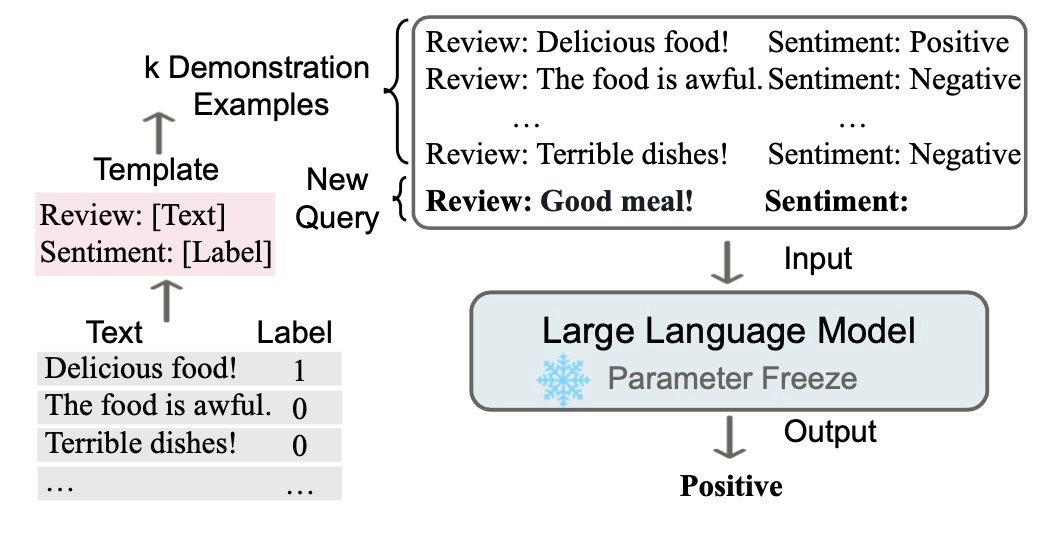 k Demonstration
Examples
Review: Delicious food! Sentiment: Positive
Review: The food is awful. Sentiment: Negative
… …
Review: Terrible dishes! Sentiment: Negative
New
Query
Review: Good meal! Sentiment:
Template
Review: [Text]
Sentiment: [Label]
Text Label
Delicious food! 1
The food is awful. 0
Terrible dishes! 0
… …
Input
Large Language Model
Parameter Freeze
Output
Positive